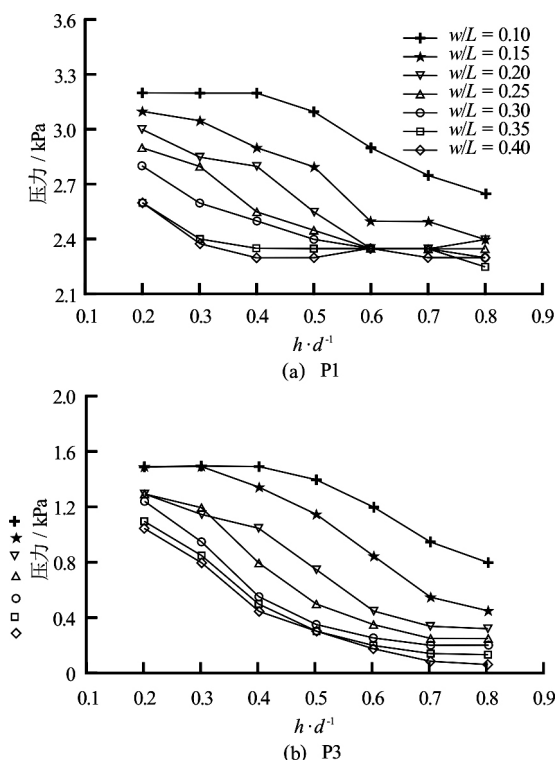 3.6
3.3
3.0
2.7
2.4
2.1
压力 / kPa
w/L = 0.10
w/L = 0.15
w/L = 0.20
w/L = 0.25
w/L = 0.30
w/L = 0.35
w/L = 0.40
0.1 0.2 0.3 0.4 0.5 0.6 0.7 0.8 0.9
h·d⁻¹
(a) P1
2.0
1.6
1.2
0.8
0.4
0
压力 / kPa
0.1 0.2 0.3 0.4 0.5 0.6 0.7 0.8 0.9
h·d⁻¹
(b) P3